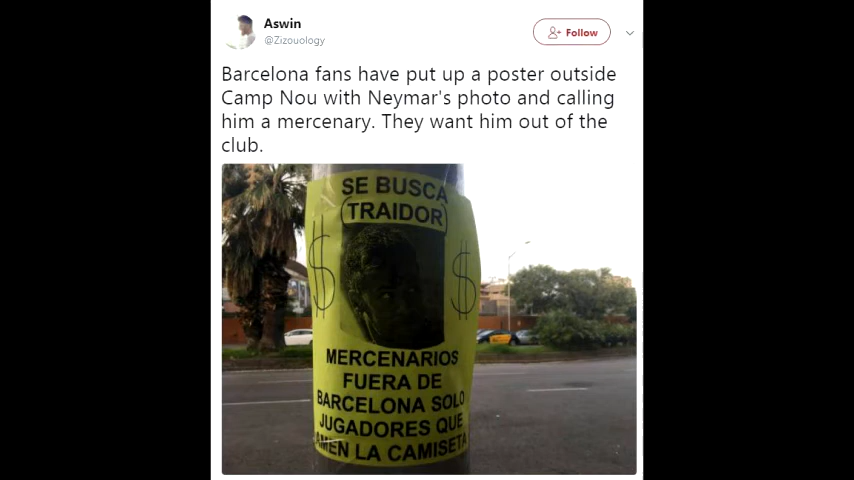 Aswin
@Zizouology
Follow
Barcelona fans have put up a poster outside
Camp Nou with Neymar's photo and calling
him a mercenary. They want him out of the
club.
SE BUSCA
TRAIDOR
$ $
MERCENARIOS
FUERA DE
BARCELONA SOLO
JUGADORES QUE
AMEN LA CAMISETA